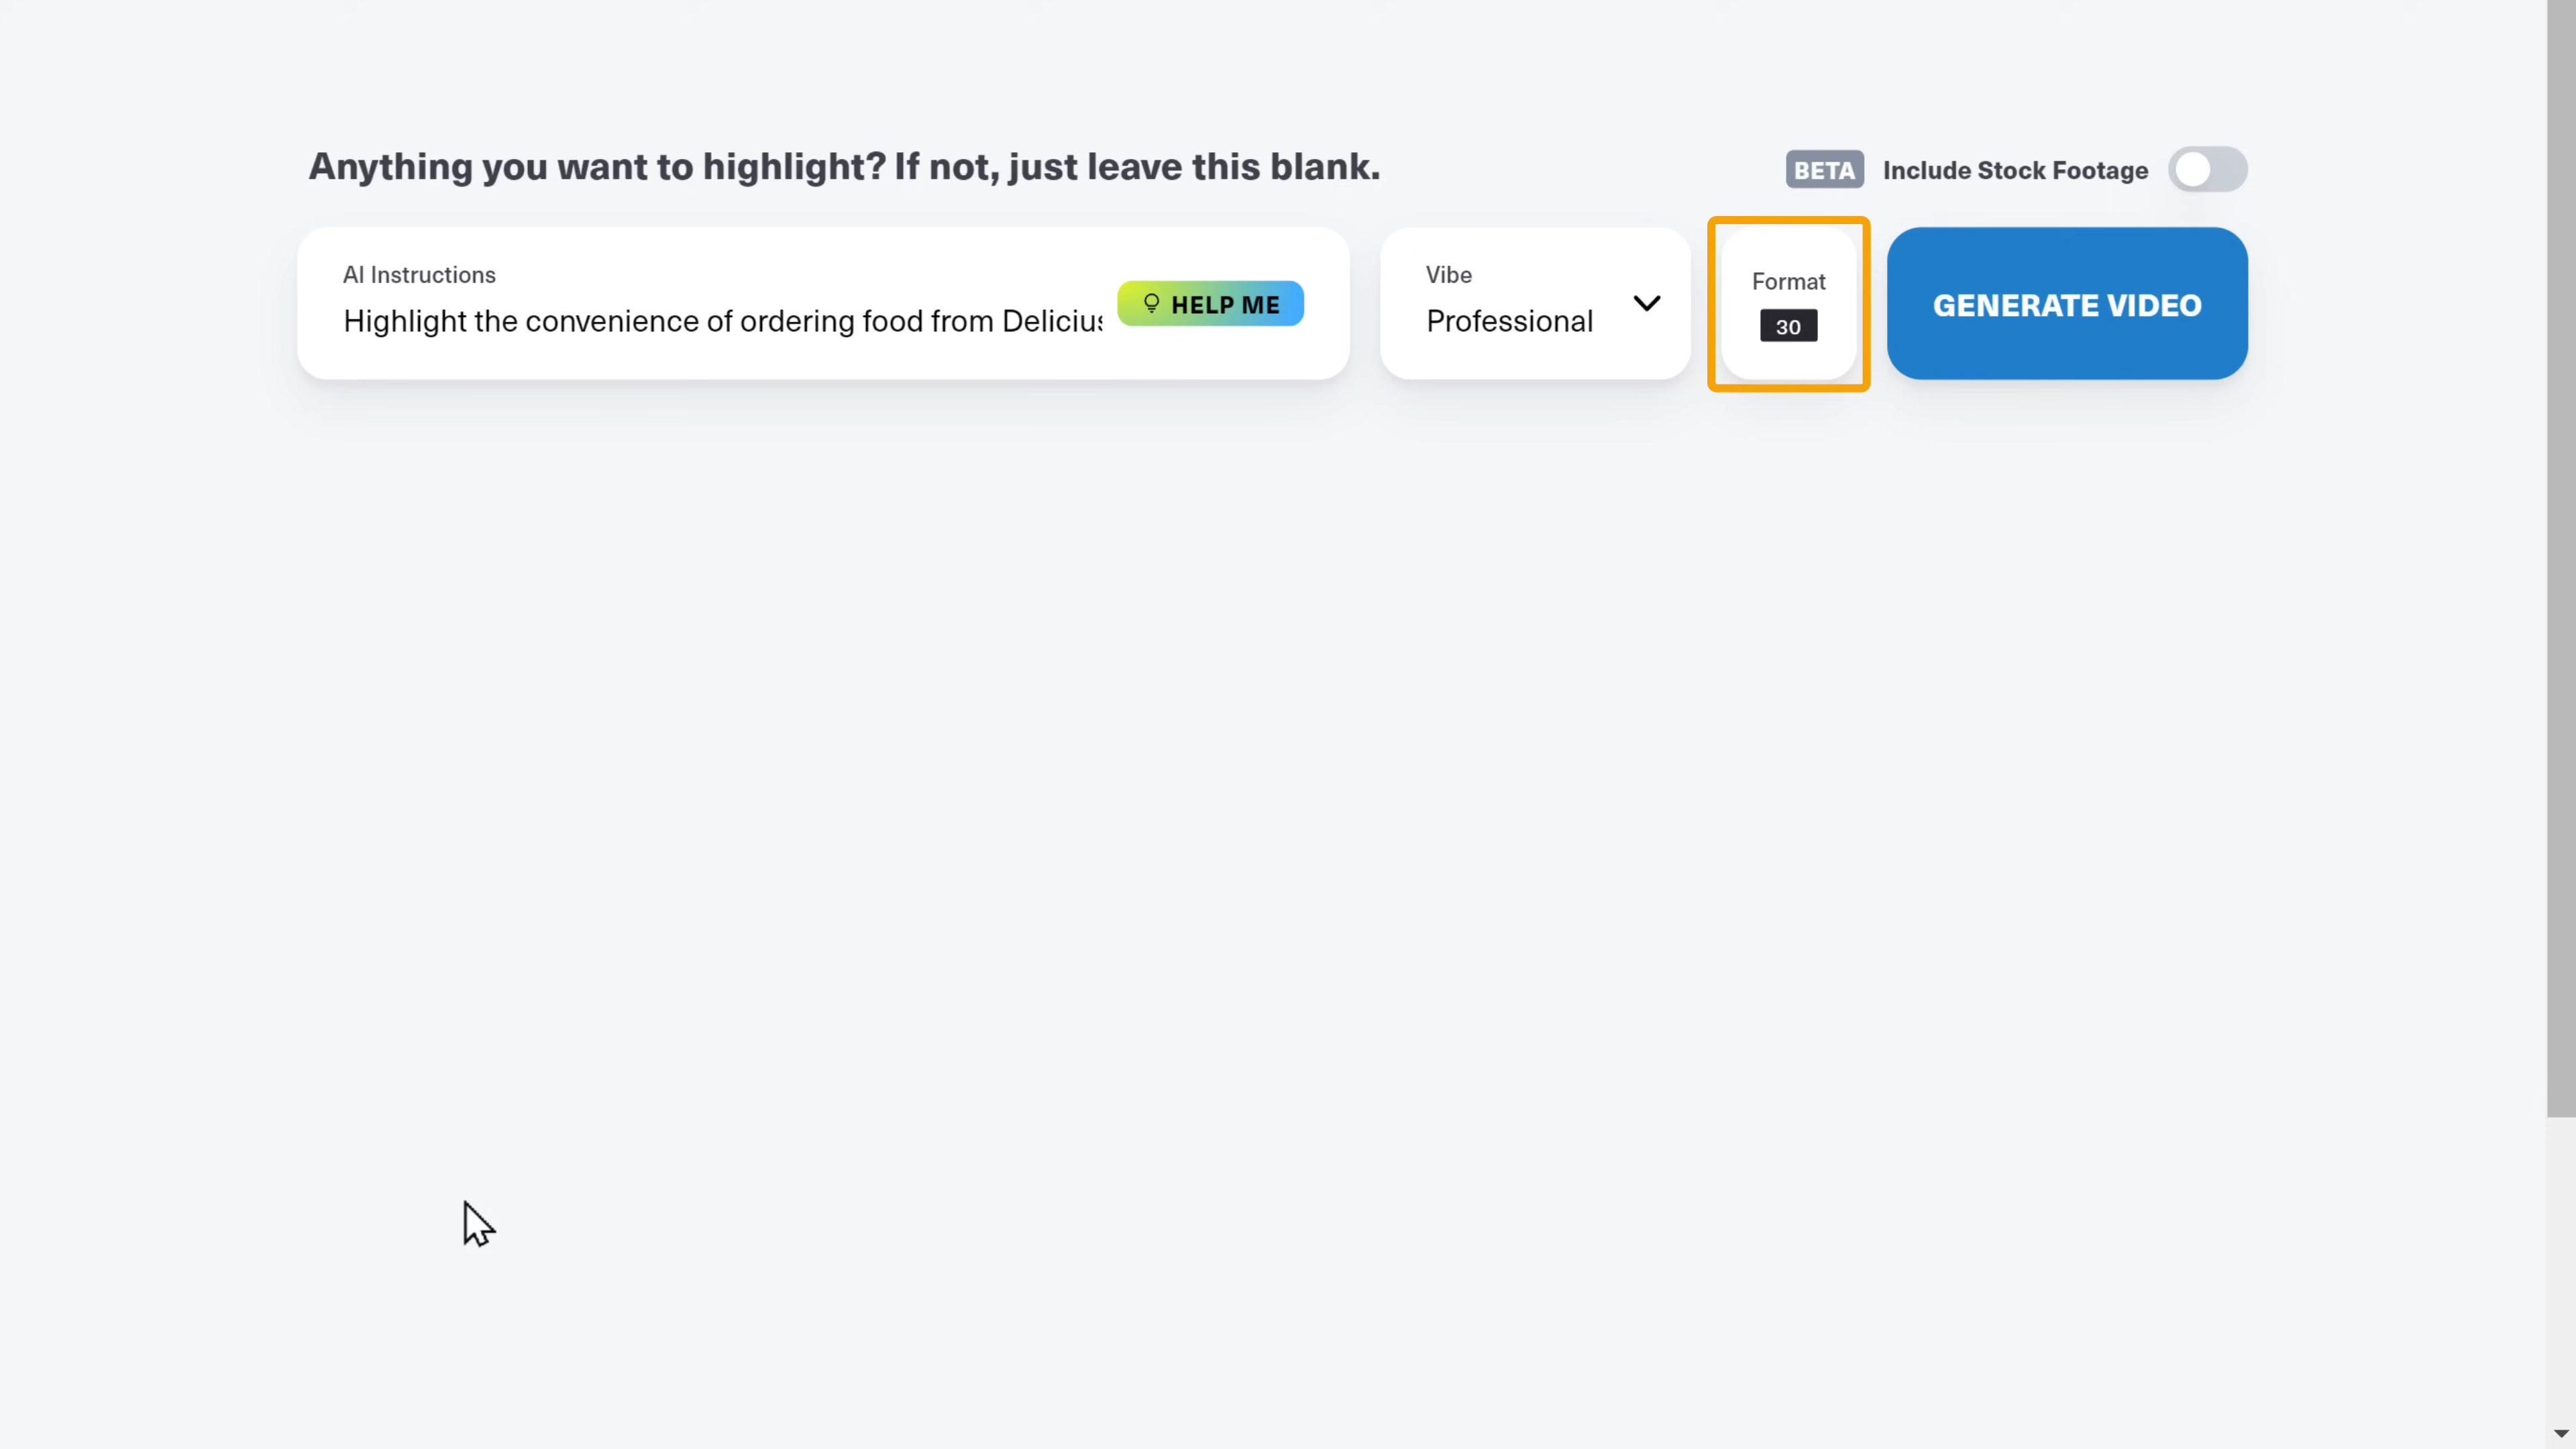 Anything you want to highlight? If not, just leave this blank.
BETA Include Stock Footage
AI Instructions
Highlight the convenience of ordering food from Delicius
HELP ME
Vibe
Professional
Format
30
GENERATE VIDEO